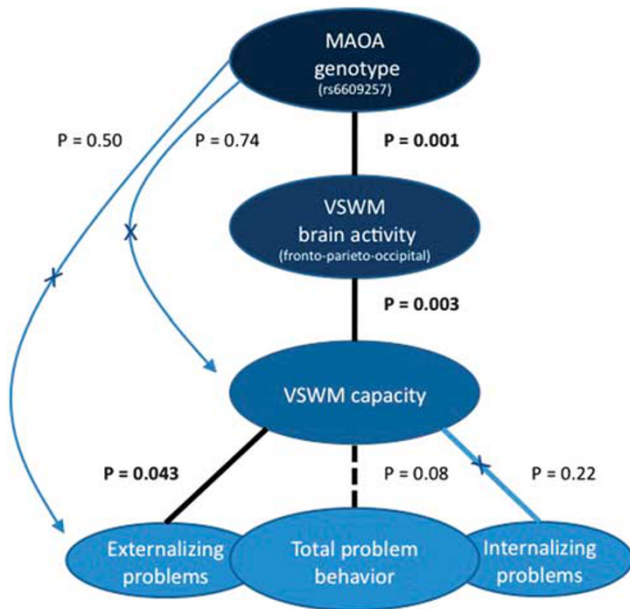 MAOA
genotype
(rs6609257)
P = 0.50
P = 0.74
P = 0.001
X
VSWM
brain activity
(fronto-parieto-occipital)
X
P = 0.003
VSWM capacity
P = 0.043
P = 0.08
X
P = 0.22
Externalizing
problems
Total problem
behavior
Internalizing
problems